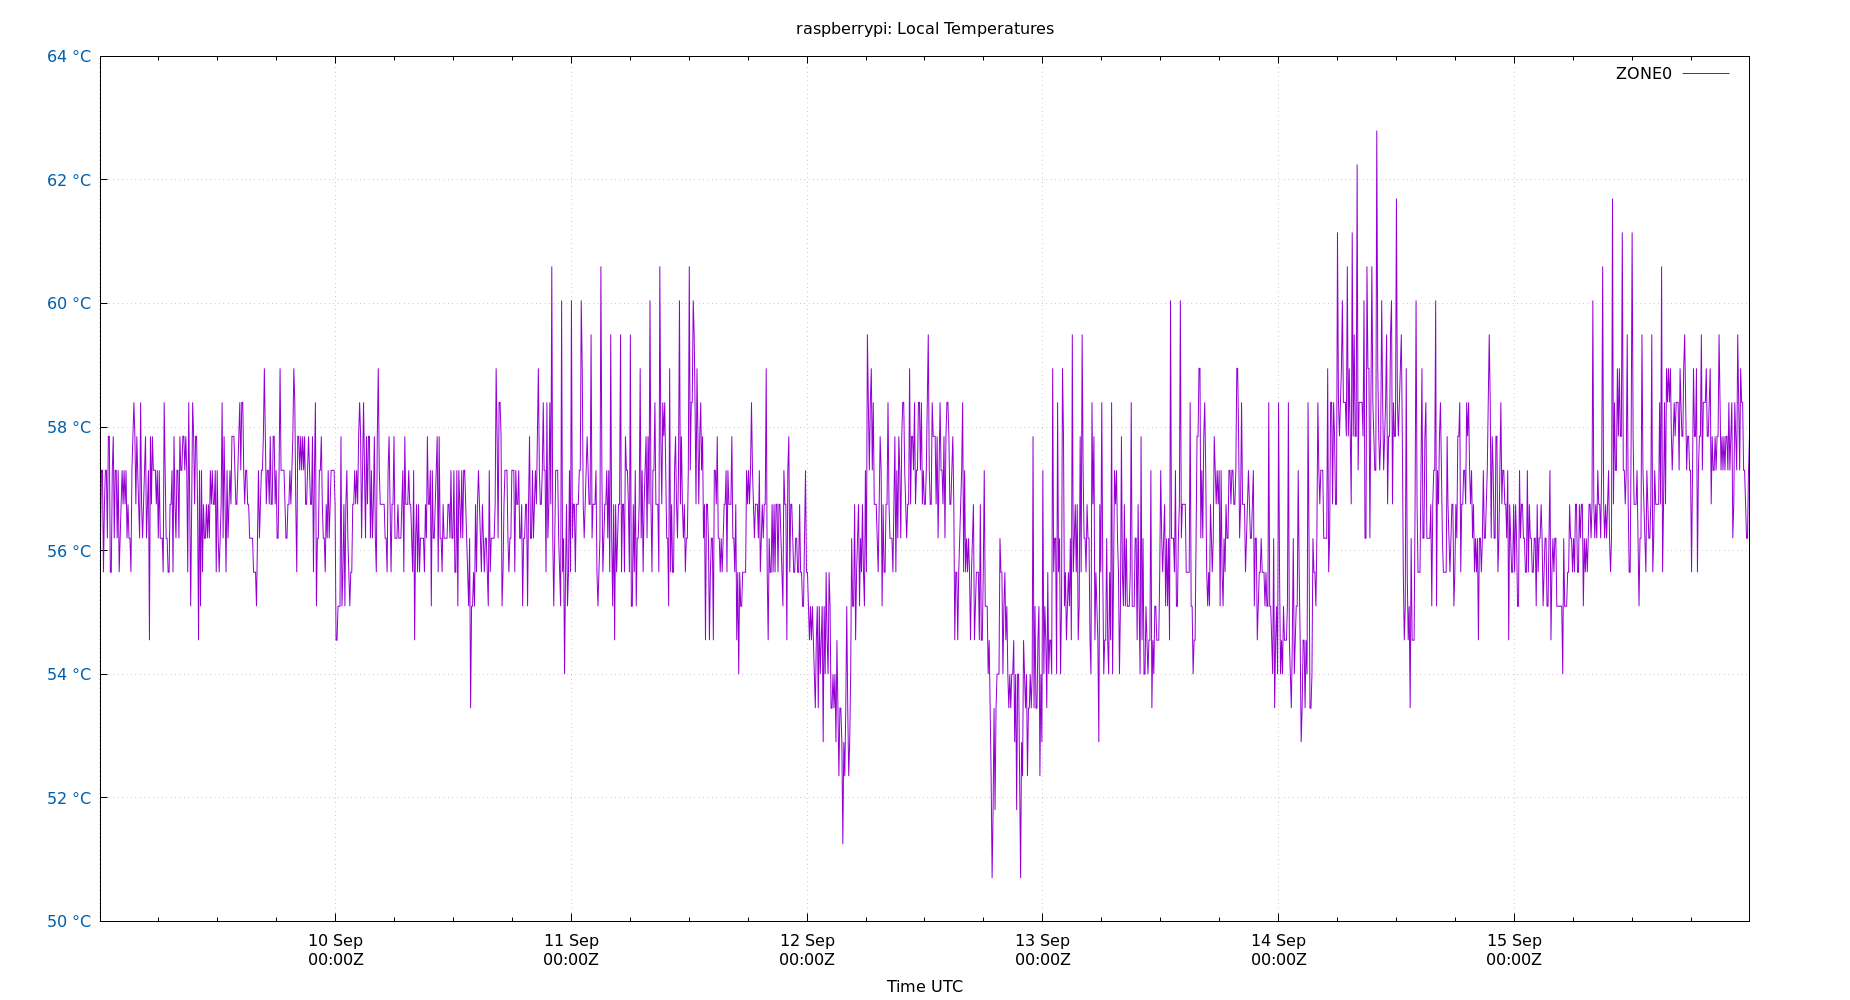 raspberrypi: Local Temperatures
64 °C
ZONE0
62 °C
60 °C
58 °C
56 °C
54 °C
52 °C
50 °C
10 Sep 11 Sep 12 Sep 13 Sep 14 Sep 15 Sep
00:00Z 00:00Z 00:00Z 00:00Z 00:00Z 00:00Z
Time UTC